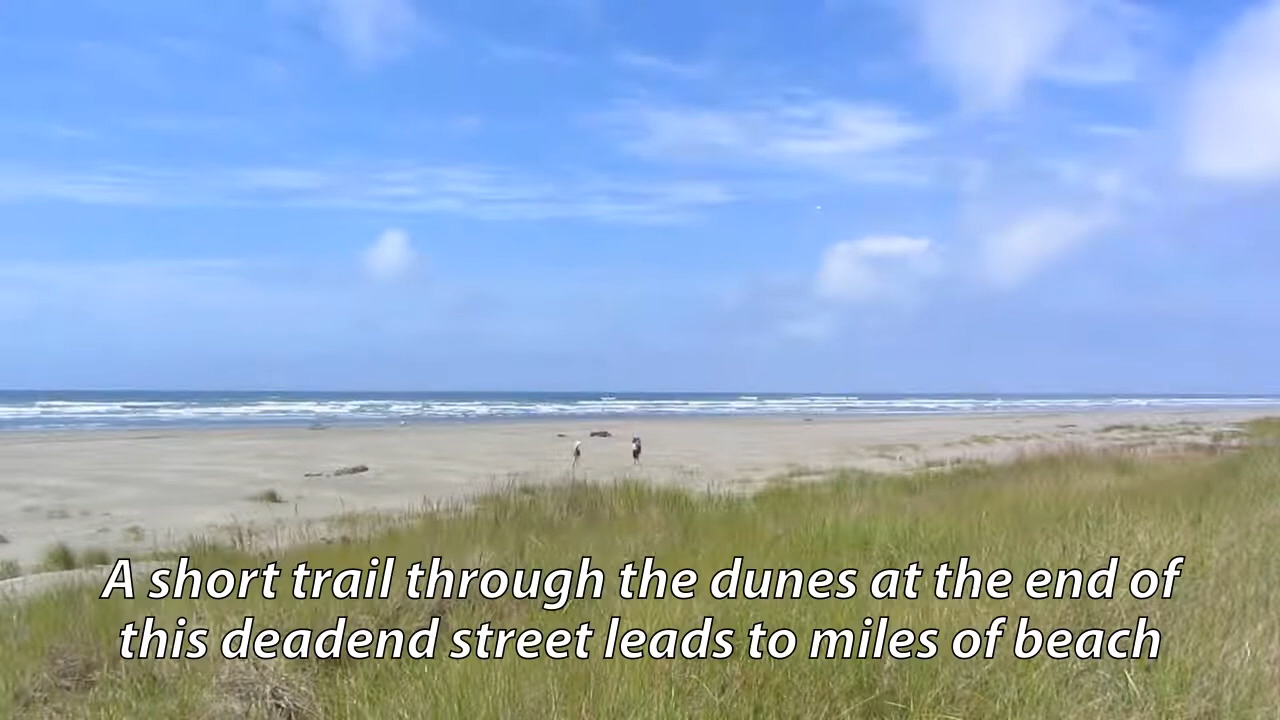 A short trail through the dunes at the end of
this deadend street leads to miles of beach